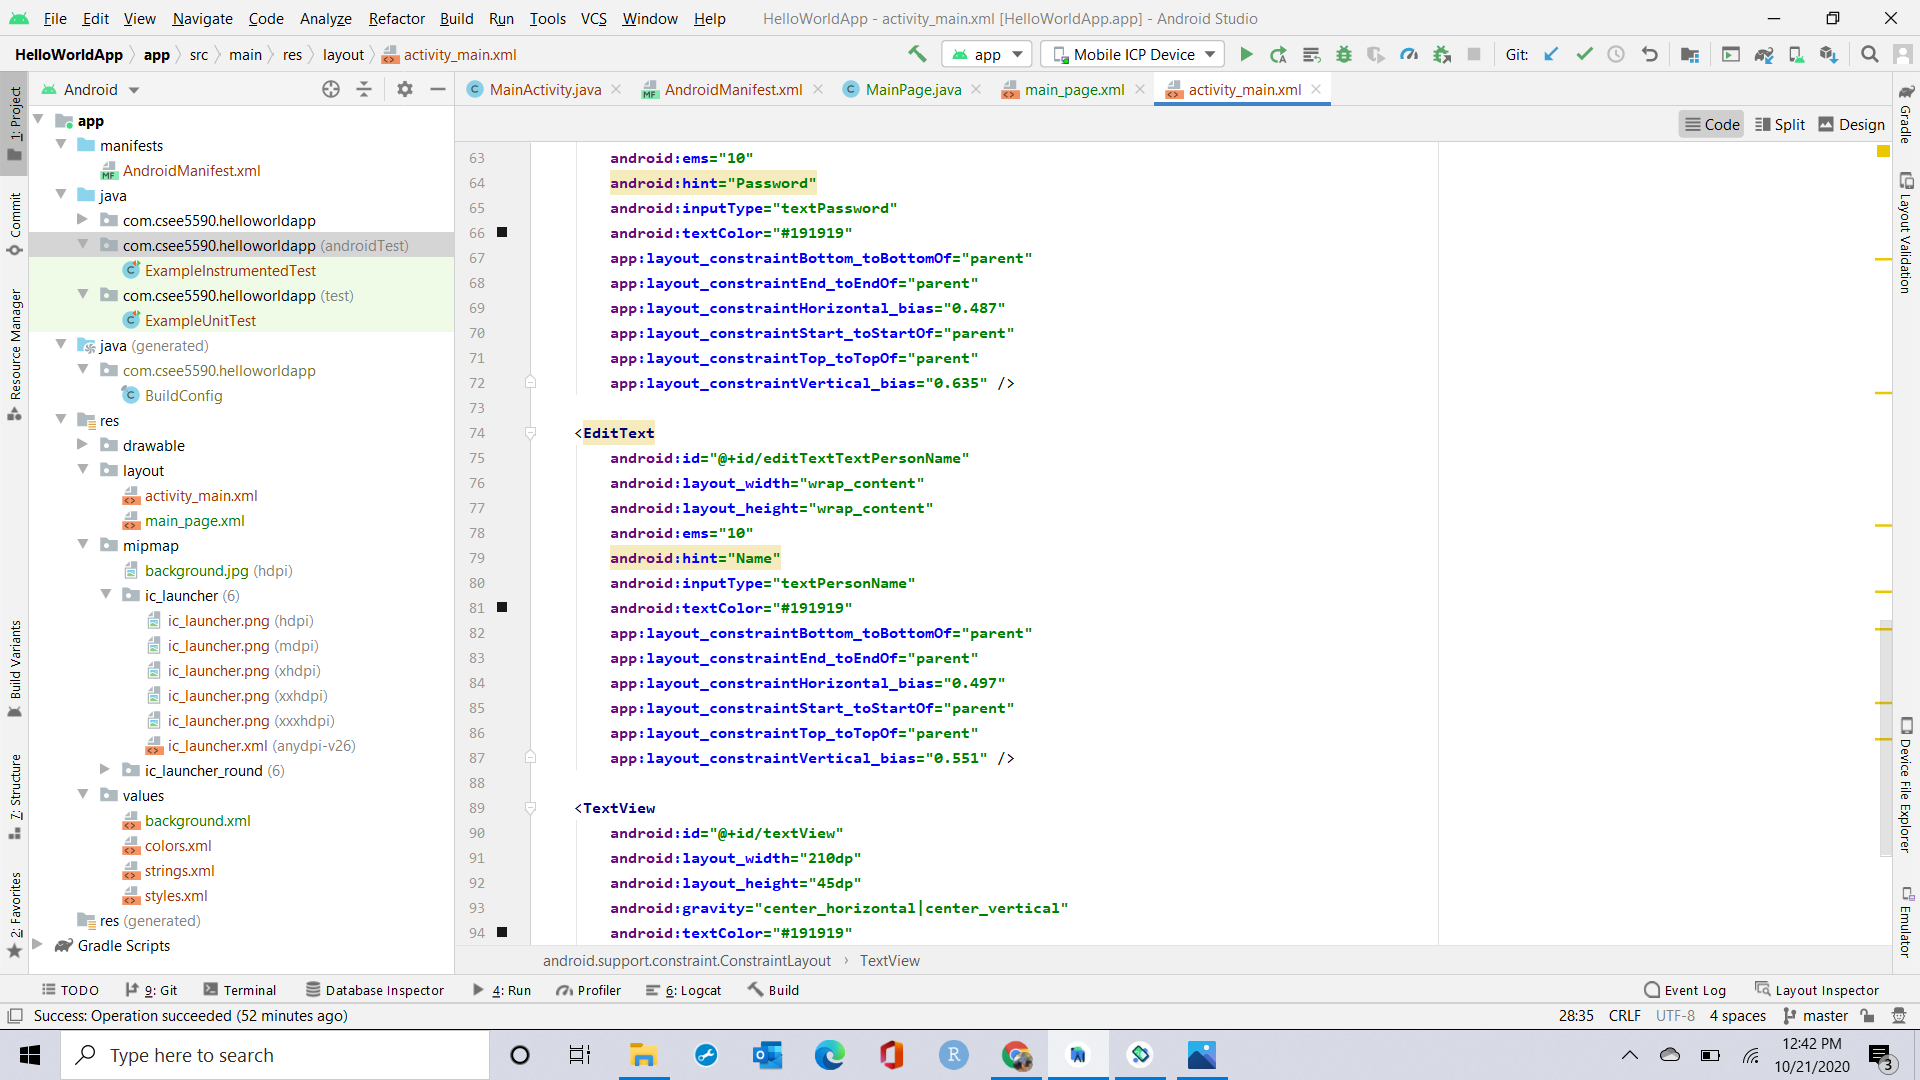 File Edit View Navigate Code Analyze Refactor Build Run Tools VCS Window Help HelloWorldApp - activity_main.xml [HelloWorldApp.app] - Android Studio
HelloWorldApp app src main res layout activity_main.xml app Mobile ICP Device Git:
Android MainActivity.java AndroidManifest.xml MainPage.java main_page.xml activity_main.xml
Code Split Design
1: Project
Commit
Resource Manager
Build Variants
7: Structure
2: Favorites
app
manifests
AndroidManifest.xml
java
com.csee5590.helloworldapp
com.csee5590.helloworldapp (androidTest)
ExampleInstrumentedTest
com.csee5590.helloworldapp (test)
ExampleUnitTest
java (generated)
com.csee5590.helloworldapp
BuildConfig
res
drawable
layout
activity_main.xml
main_page.xml
mipmap
background.jpg (hdpi)
ic_launcher (6)
ic_launcher.png (hdpi)
ic_launcher.png (mdpi)
ic_launcher.png (xhdpi)
ic_launcher.png (xxhdpi)
ic_launcher.png (xxxhdpi)
ic_launcher.xml (anydpi-v26)
ic_launcher_round (6)
values
background.xml
colors.xml
strings.xml
styles.xml
res (generated)
Gradle Scripts
63 android:ems="10"
64 android:hint="Password"
65 android:inputType="textPassword"
66 android:textColor="#191919"
67 app:layout_constraintBottom_toBottomOf="parent"
68 app:layout_constraintEnd_toEndOf="parent"
69 app:layout_constraintHorizontal_bias="0.487"
70 app:layout_constraintStart_toStartOf="parent"
71 app:layout_constraintTop_toTopOf="parent"
72 app:layout_constraintVertical_bias="0.635" />
73
74 <EditText
75 android:id="@+id/editTextTextPersonName"
76 android:layout_width="wrap_content"
77 android:layout_height="wrap_content"
78 android:ems="10"
79 android:hint="Name"
80 android:inputType="textPersonName"
81 android:textColor="#191919"
82 app:layout_constraintBottom_toBottomOf="parent"
83 app:layout_constraintEnd_toEndOf="parent"
84 app:layout_constraintHorizontal_bias="0.497"
85 app:layout_constraintStart_toStartOf="parent"
86 app:layout_constraintTop_toTopOf="parent"
87 app:layout_constraintVertical_bias="0.551" />
88
89 <TextView
90 android:id="@+id/textView"
91 android:layout_width="210dp"
92 android:layout_height="45dp"
93 android:gravity="center_horizontal|center_vertical"
94 android:textColor="#191919"
android.support.constraint.ConstraintLayout › TextView
Gradle
Layout Validation
Device File Explorer
Emulator
TODO 9: Git Terminal Database Inspector 4: Run Profiler 6: Logcat Build Event Log Layout Inspector
Success: Operation succeeded (52 minutes ago) 28:35 CRLF UTF-8 4 spaces master
Type here to search
12:42 PM
10/21/2020
3